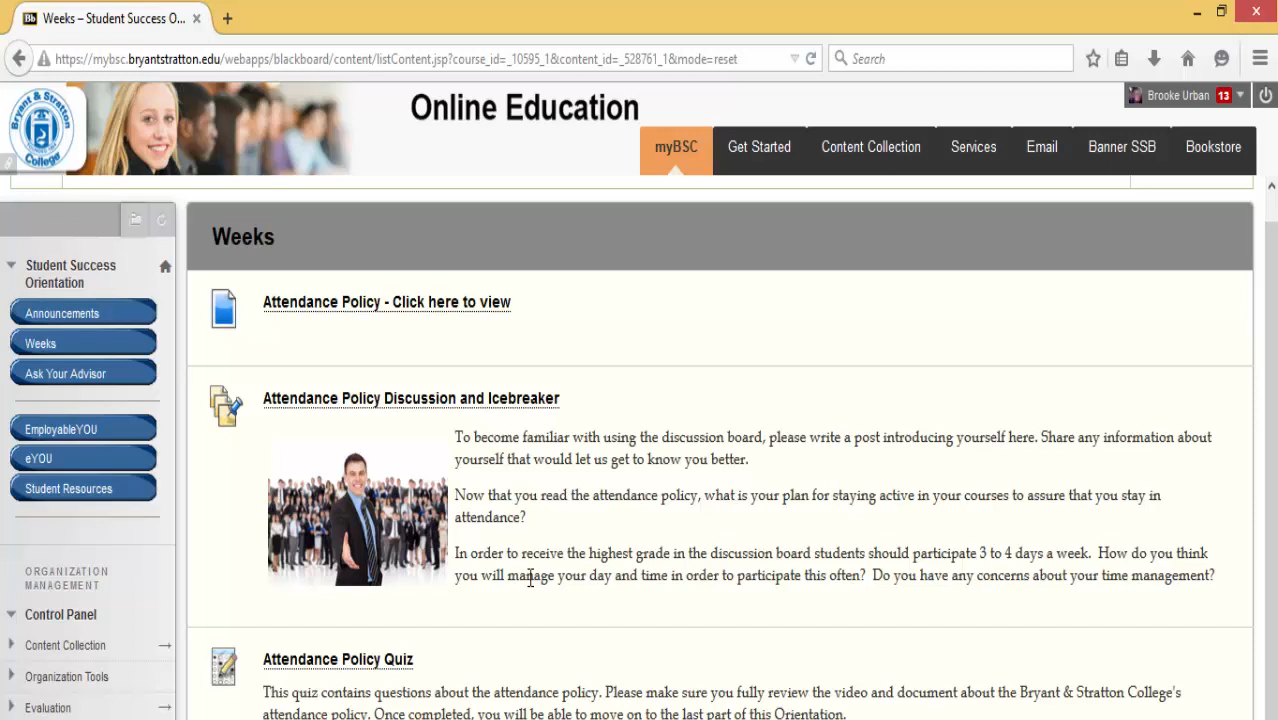 Weeks – Student Success O...
https://mybsc.bryantstratton.edu/webapps/blackboard/content/listContent.jsp?course_id=_10595_1&content_id=_528761_1&mode=reset
Search
Bryant & Stratton College
Online Education
Brooke Urban 13
myBSC Get Started Content Collection Services Email Banner SSB Bookstore
Student Success
Orientation
Announcements
Weeks
Ask Your Advisor
EmployableYOU
eYOU
Student Resources
ORGANIZATION
MANAGEMENT
Control Panel
Content Collection
Organization Tools
Evaluation
Weeks
Attendance Policy - Click here to view
Attendance Policy Discussion and Icebreaker
To become familiar with using the discussion board, please write a post introducing yourself here. Share any information about
yourself that would let us get to know you better.
Now that you read the attendance policy, what is your plan for staying active in your courses to assure that you stay in
attendance?
In order to receive the highest grade in the discussion board students should participate 3 to 4 days a week. How do you think
you will manage your day and time in order to participate this often? Do you have any concerns about your time management?
Attendance Policy Quiz
This quiz contains questions about the attendance policy. Please make sure you fully review the video and document about the Bryant & Stratton College's
attendance policy. Once completed, you will be able to move on to the last part of this Orientation.